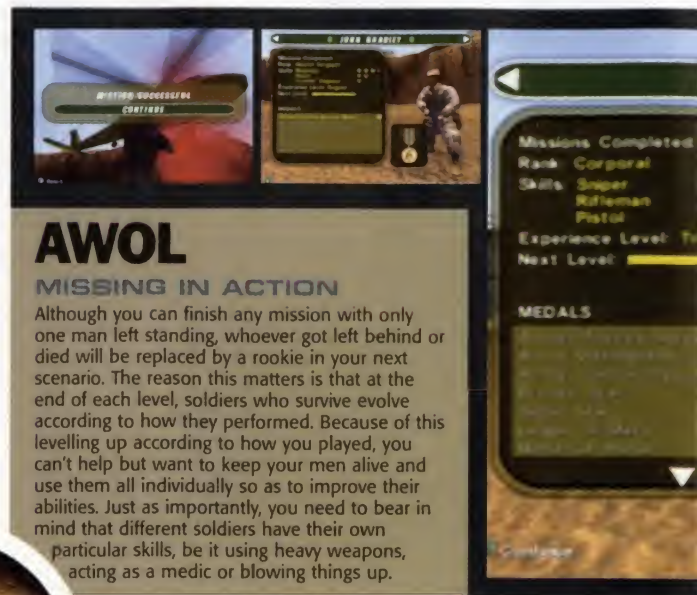 MISSION SUCCESSFUL
CONTINUE
JOHN BRADLEY
Missions Completed
Next Level
MEDALS
AWOL
MISSING IN ACTION
Although you can finish any mission with only
one man left standing, whoever got left behind or
died will be replaced by a rookie in your next
scenario. The reason this matters is that at the
end of each level, soldiers who survive evolve
according to how they performed. Because of this
levelling up according to how you played, you
can't help but want to keep your men alive and
use them all individually so as to improve their
abilities. Just as importantly, you need to bear in
mind that different soldiers have their own
particular skills, be it using heavy weapons,
acting as a medic or blowing things up.
Missions Completed
Rank: Corporal
Skills: Sniper
Rifleman
Pistol
Experience Level:
Next Level:
MEDALS